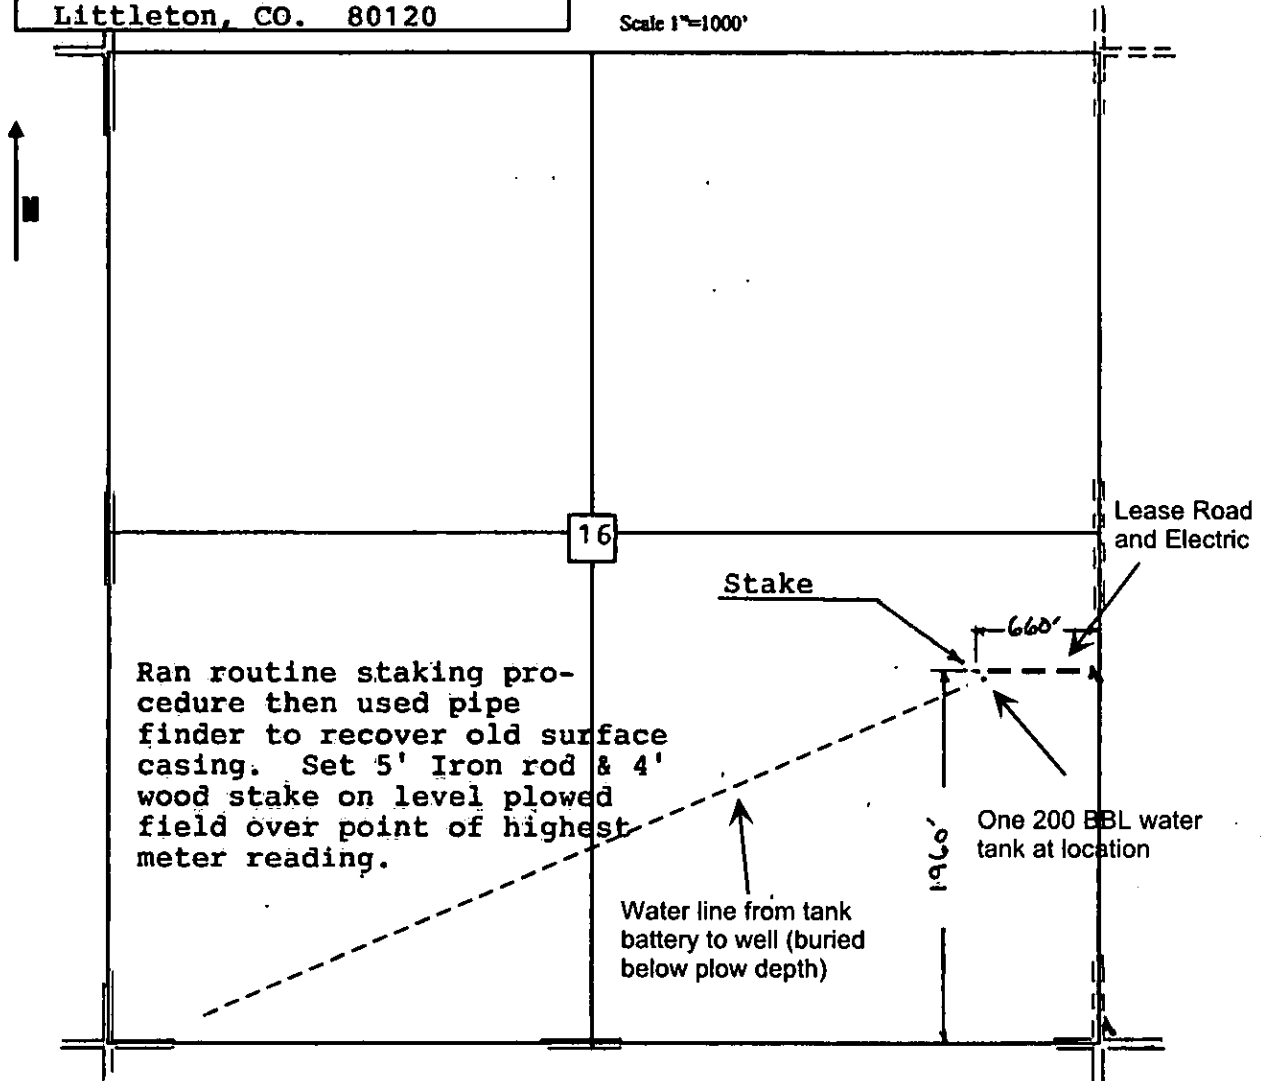 Littleton, CO. 80120
Scale 1"=1000'
N
16
Lease Road
and Electric
Stake
660'
Ran routine staking pro-
cedure then used pipe
finder to recover old surface
casing. Set 5' Iron rod & 4'
wood stake on level plowed
field over point of highest
meter reading.
1960'
One 200 BBL water
tank at location
Water line from tank
battery to well (buried
below plow depth)